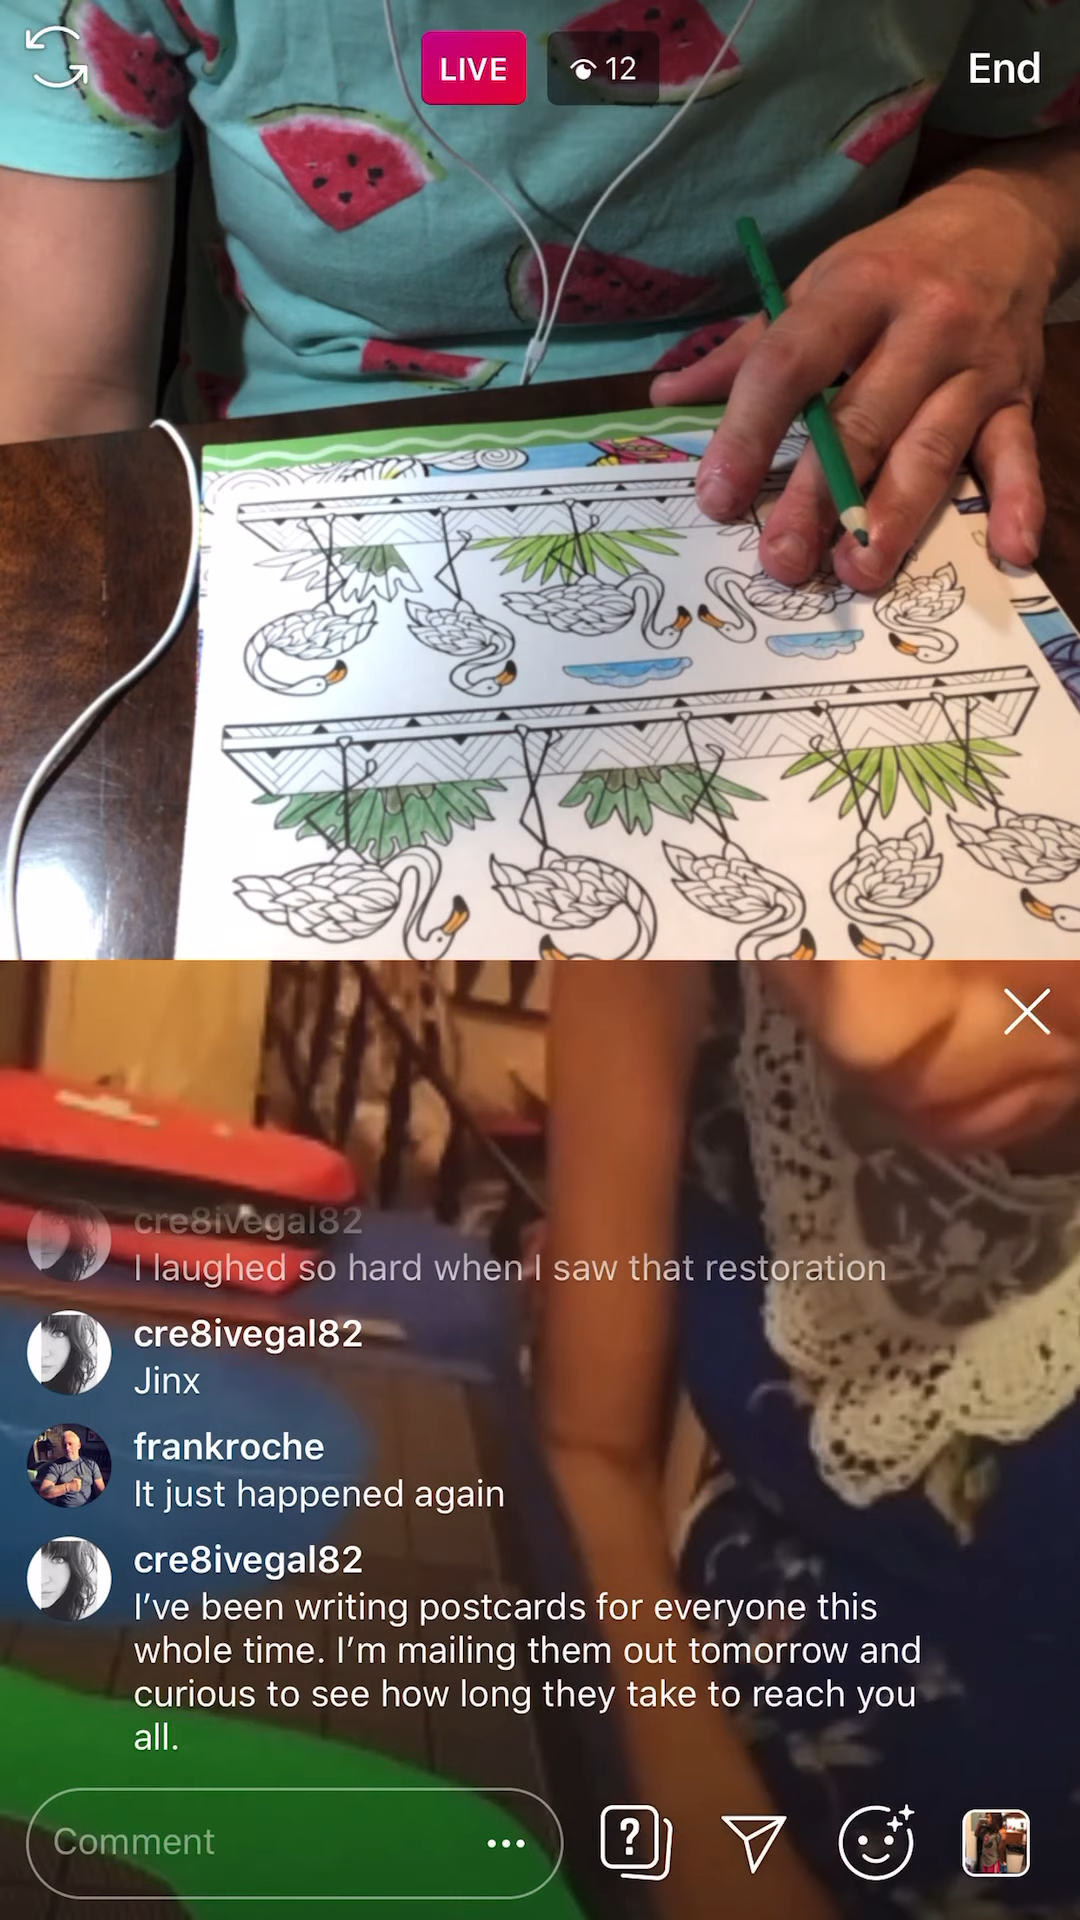 LIVE
12
End
cre8ivegal82
I laughed so hard when I saw that restoration
cre8ivegal82
Jinx
frankroche
It just happened again
cre8ivegal82
I’ve been writing postcards for everyone this
whole time. I’m mailing them out tomorrow and
curious to see how long they take to reach you
all.
Comment
?